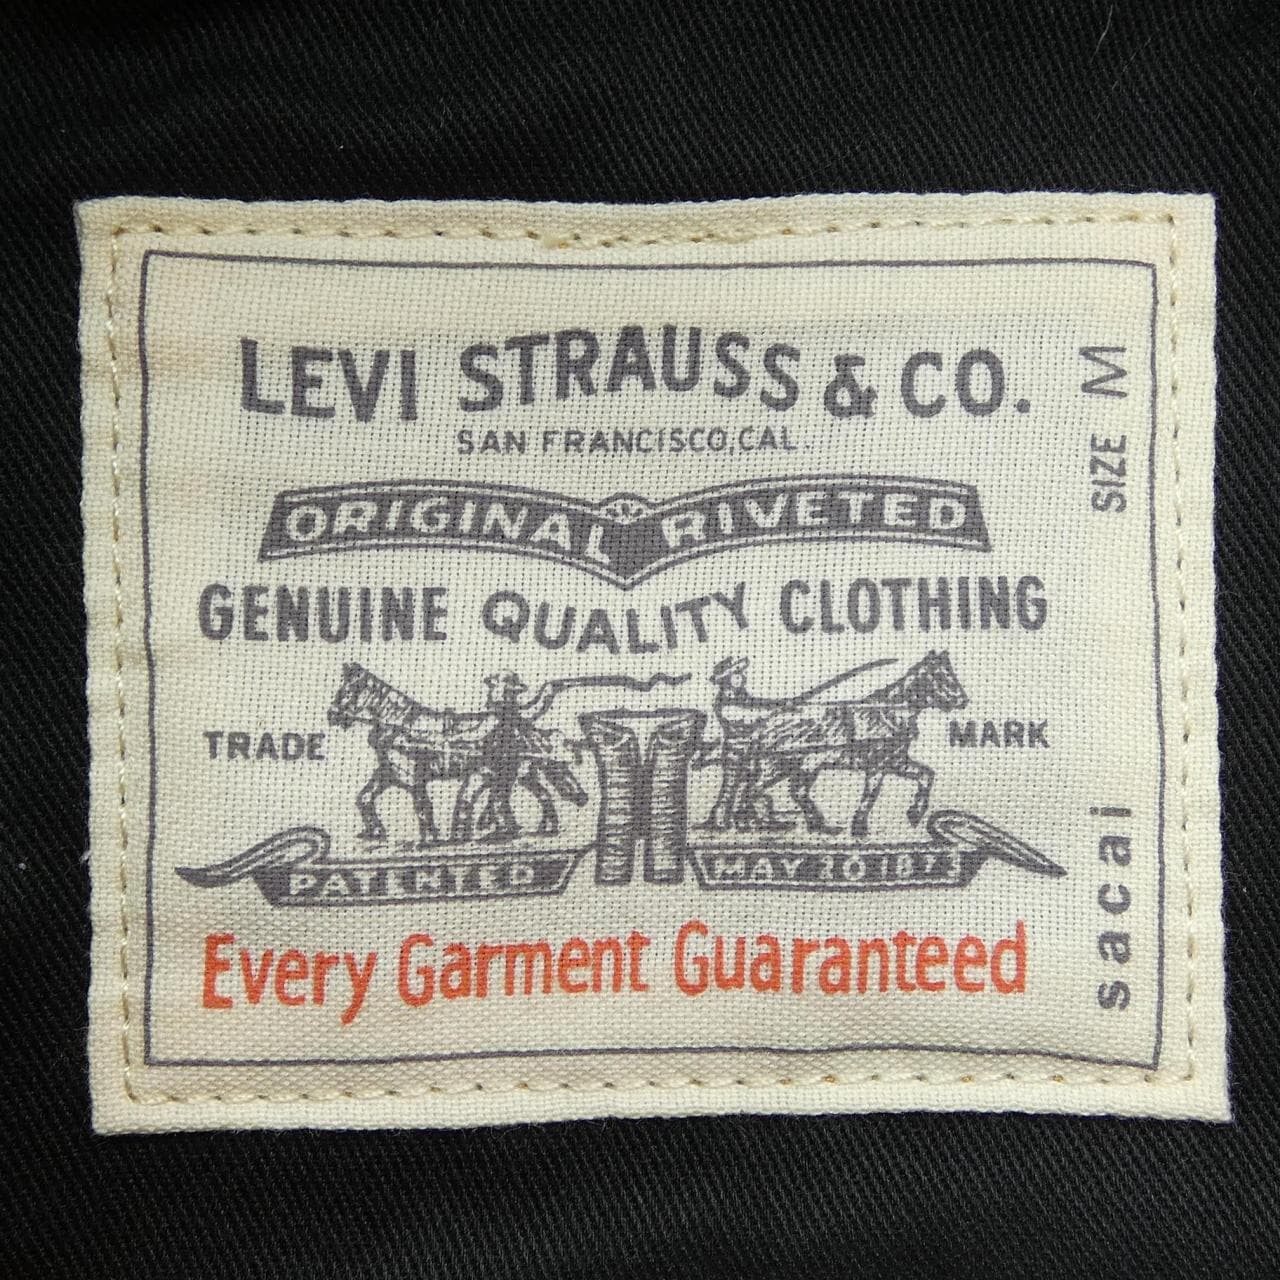 LEVI STRAUSS & CO.
SAN FRANCISCO, CAL.
ORIGINAL RIVETED
GENUINE QUALITY CLOTHING
TRADE MARK
PATENTED MAY 20 1873
Every Garment Guaranteed
SIZE M
sacai